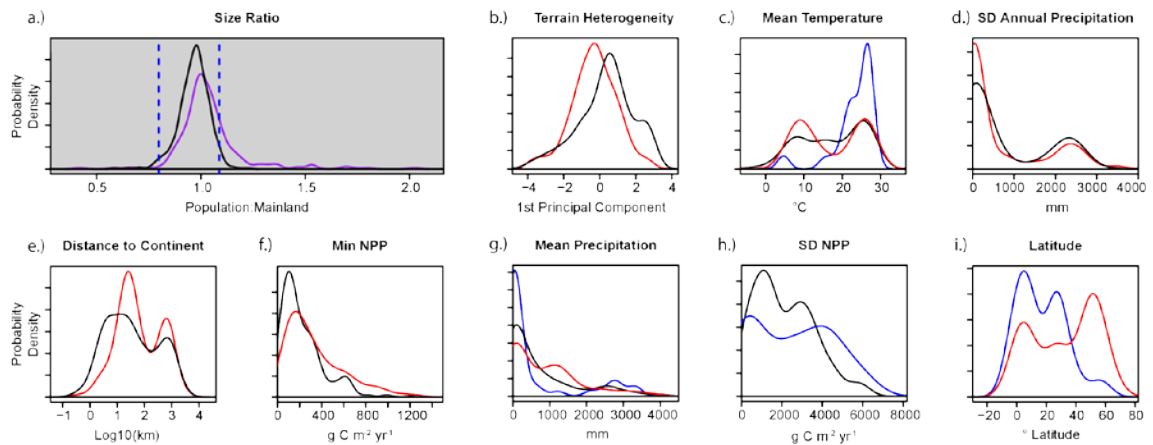 a.) Size Ratio
Probability
Density
0.5 1.0 1.5 2.0
Population:Mainland
b.) Terrain Heterogeneity
−4 −2 0 2 4
1st Principal Component
c.) Mean Temperature
0 10 20 30
°C
d.) SD Annual Precipitation
0 1000 2000 3000 4000
mm
e.) Distance to Continent
Probability
Density
−1 0 1 2 3 4
Log10(km)
f.) Min NPP
0 400 800 1200
g C m⁻² yr⁻¹
g.) Mean Precipitation
0 1000 2000 3000 4000
mm
h.) SD NPP
0 2000 4000 6000 8000
g C m⁻² yr⁻¹
i.) Latitude
−20 0 20 40 60 80
° Latitude